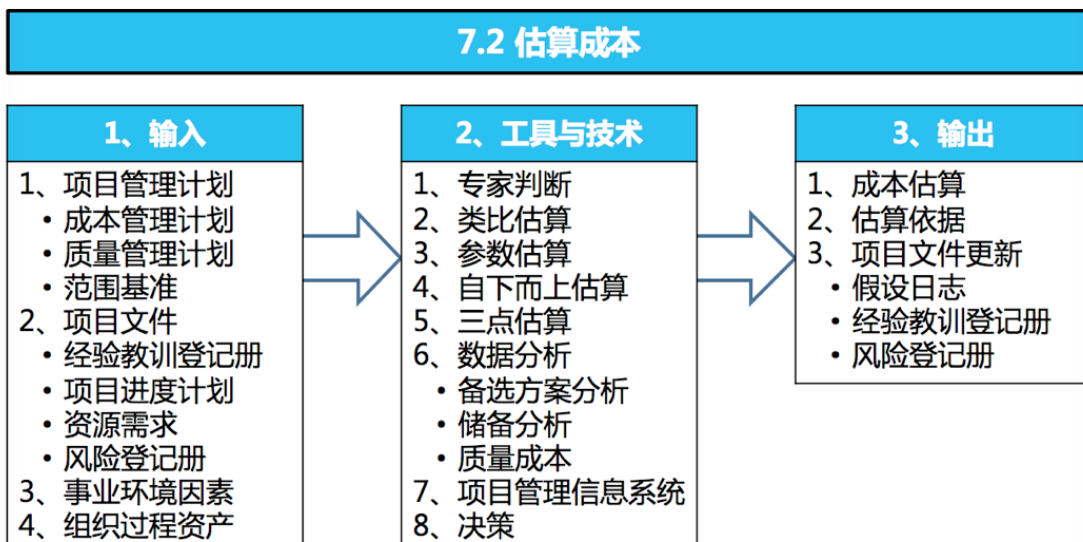 7.2 估算成本
1、输入
1、项目管理计划
• 成本管理计划
• 质量管理计划
• 范围基准
2、项目文件
• 经验教训登记册
• 项目进度计划
• 资源需求
• 风险登记册
3、事业环境因素
4、组织过程资产
2、工具与技术
1、专家判断
2、类比估算
3、参数估算
4、自下而上估算
5、三点估算
6、数据分析
• 备选方案分析
• 储备分析
• 质量成本
7、项目管理信息系统
8、决策
3、输出
1、成本估算
2、估算依据
3、项目文件更新
• 假设日志
• 经验教训登记册
• 风险登记册